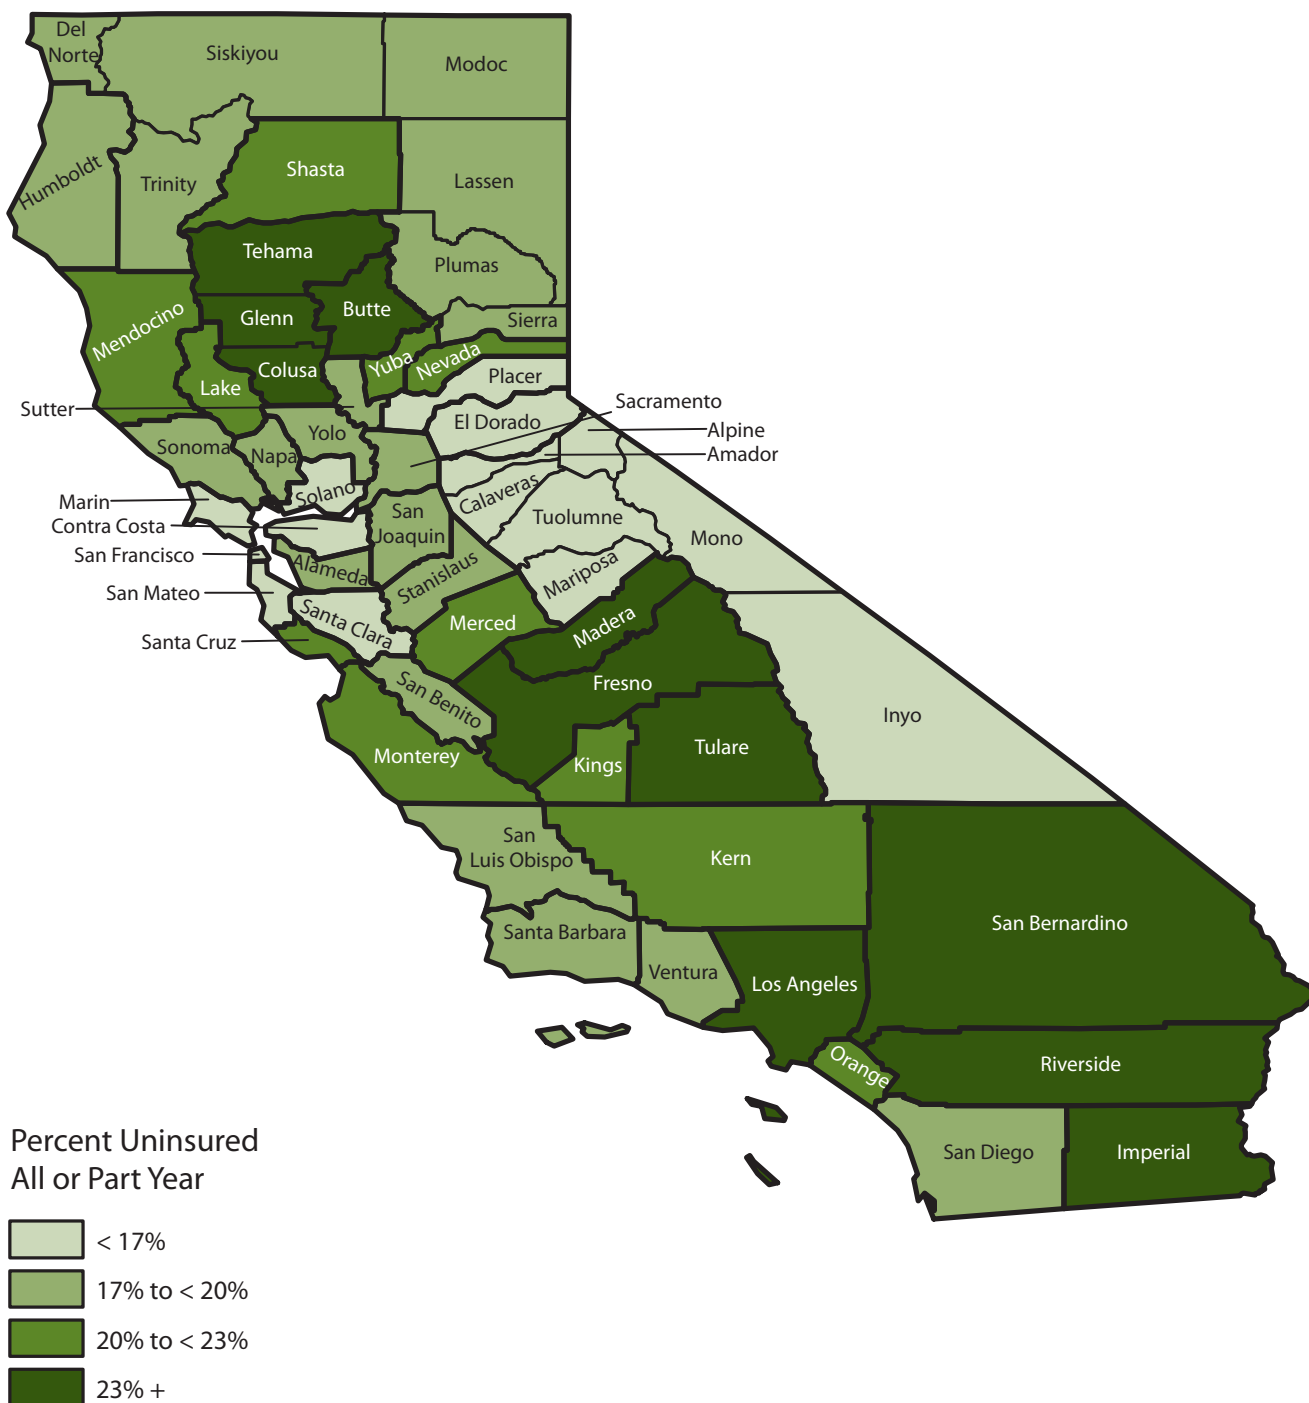 Del
Norte
Siskiyou
Modoc
Humboldt
Trinity
Shasta
Lassen
Tehama
Plumas
Mendocino
Glenn
Butte
Sierra
Colusa
Yuba
Nevada
Lake
Placer
Sutter
Sacramento
El Dorado
Alpine
Sonoma
Napa
Yolo
Amador
Marin
Solano
Calaveras
Contra Costa
San
Joaquin
Tuolumne
Mono
San Francisco
Alameda
Stanislaus
Mariposa
San Mateo
Santa Clara
Merced
Madera
Santa Cruz
Fresno
San Benito
Inyo
Monterey
Kings
Tulare
San
Luis Obispo
Kern
Santa Barbara
San Bernardino
Ventura
Los Angeles
Orange
Riverside
San Diego
Imperial
Percent Uninsured
All or Part Year
< 17%
17% to < 20%
20% to < 23%
23% +